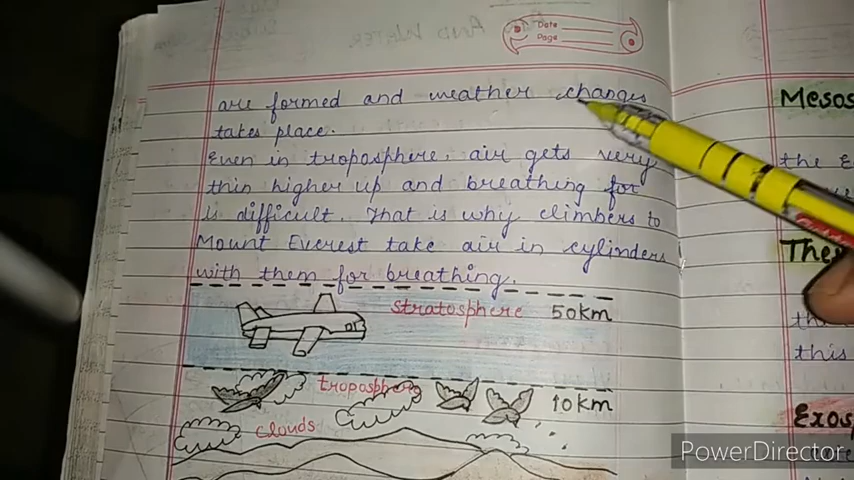 Date
Page
are formed and weather changes
takes place.
Even in troposphere, air gets very
thin higher up and breathing for
is difficult. That is why climbers to
Mount Everest take air in cylinders
with them for breathing.
stratosphere 50km
troposphere
10km
clouds
Mesos
the E
The
this
Exos
PowerDirector